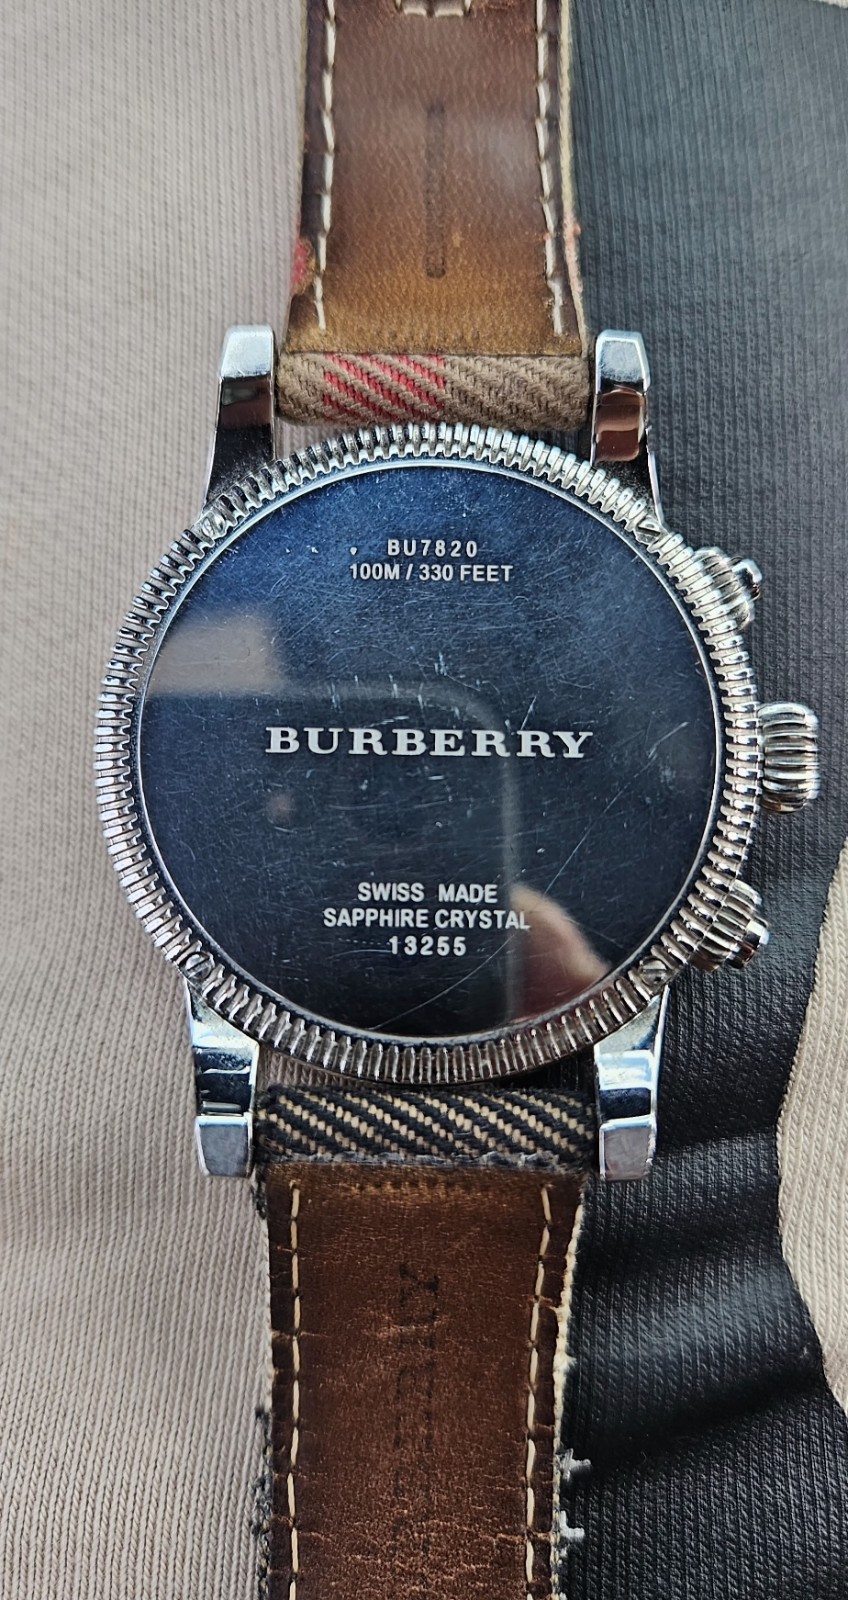 BU7820
100M / 330 FEET
BURBERRY
SWISS MADE
SAPPHIRE CRYSTAL
13255